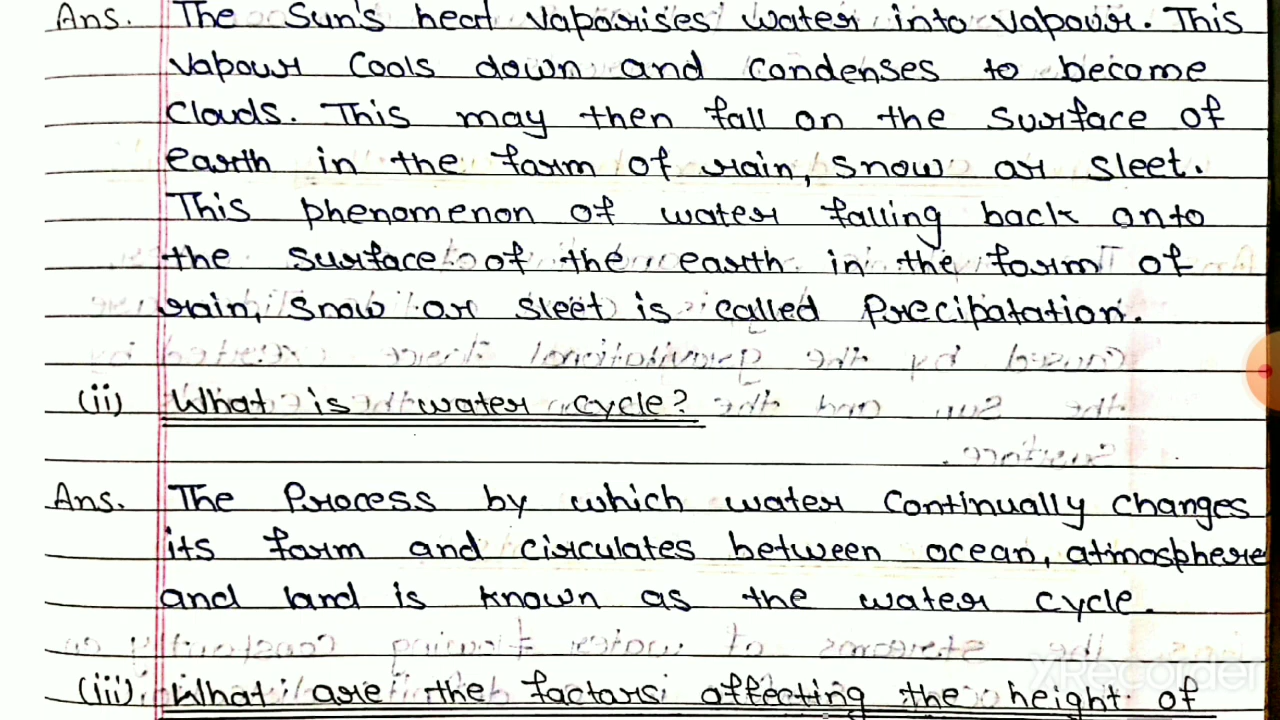 Ans. The Sun's heat vaporises water into vapour. This
vapour cools down and condenses to become
clouds. This may then fall on the surface of
earth in the form of rain, snow or sleet.
This phenomenon of water falling back onto
the surface of the earth in the form of
rain, snow or sleet is called Precipatation.
(ii) What is water cycle?
Ans. The Process by which water continually changes
its form and circulates between ocean, atmosphere
and land is known as the water cycle.
(iii) What are the factors affecting the height of
XRecorder